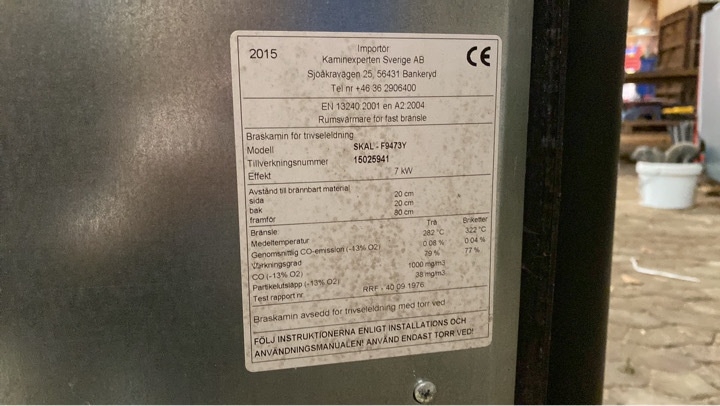 2015
Importör
CE
Kaminexperten Sverige AB
Sjöåkravägen 25, 56431 Bankeryd
Tel nr +46 36 2906400
EN 13240 2001 en A2 2004
Rumsvärmare för fast bränsle
Braskamin för trivseleldning
Modell SKAL - F9473Y
Tillverkningsnummer 15025941
Effekt 7 kW
Avstånd till brännbart material
sida 20 cm
bak 20 cm
framför 80 cm
Bränsle Trä Briketter
Medeltemperatur 282 °C 322 °C
Genomsnittlig CO-emission (-13% O2) 0.08 % 0.04 %
Verkningsgrad 79 % 77 %
CO (-13% O2) 1000 mg/m3
Partikelutsläpp (-13% O2) 38 mg/m3
Test rapport nr. RRF - 40 09 1976
Braskamin avsedd för trivseleldning med torr ved
FÖLJ INSTRUKTIONERNA ENLIGT INSTALLATIONS OCH
ANVÄNDNINGSMANUALEN! ANVÄND ENDAST TORR VED!